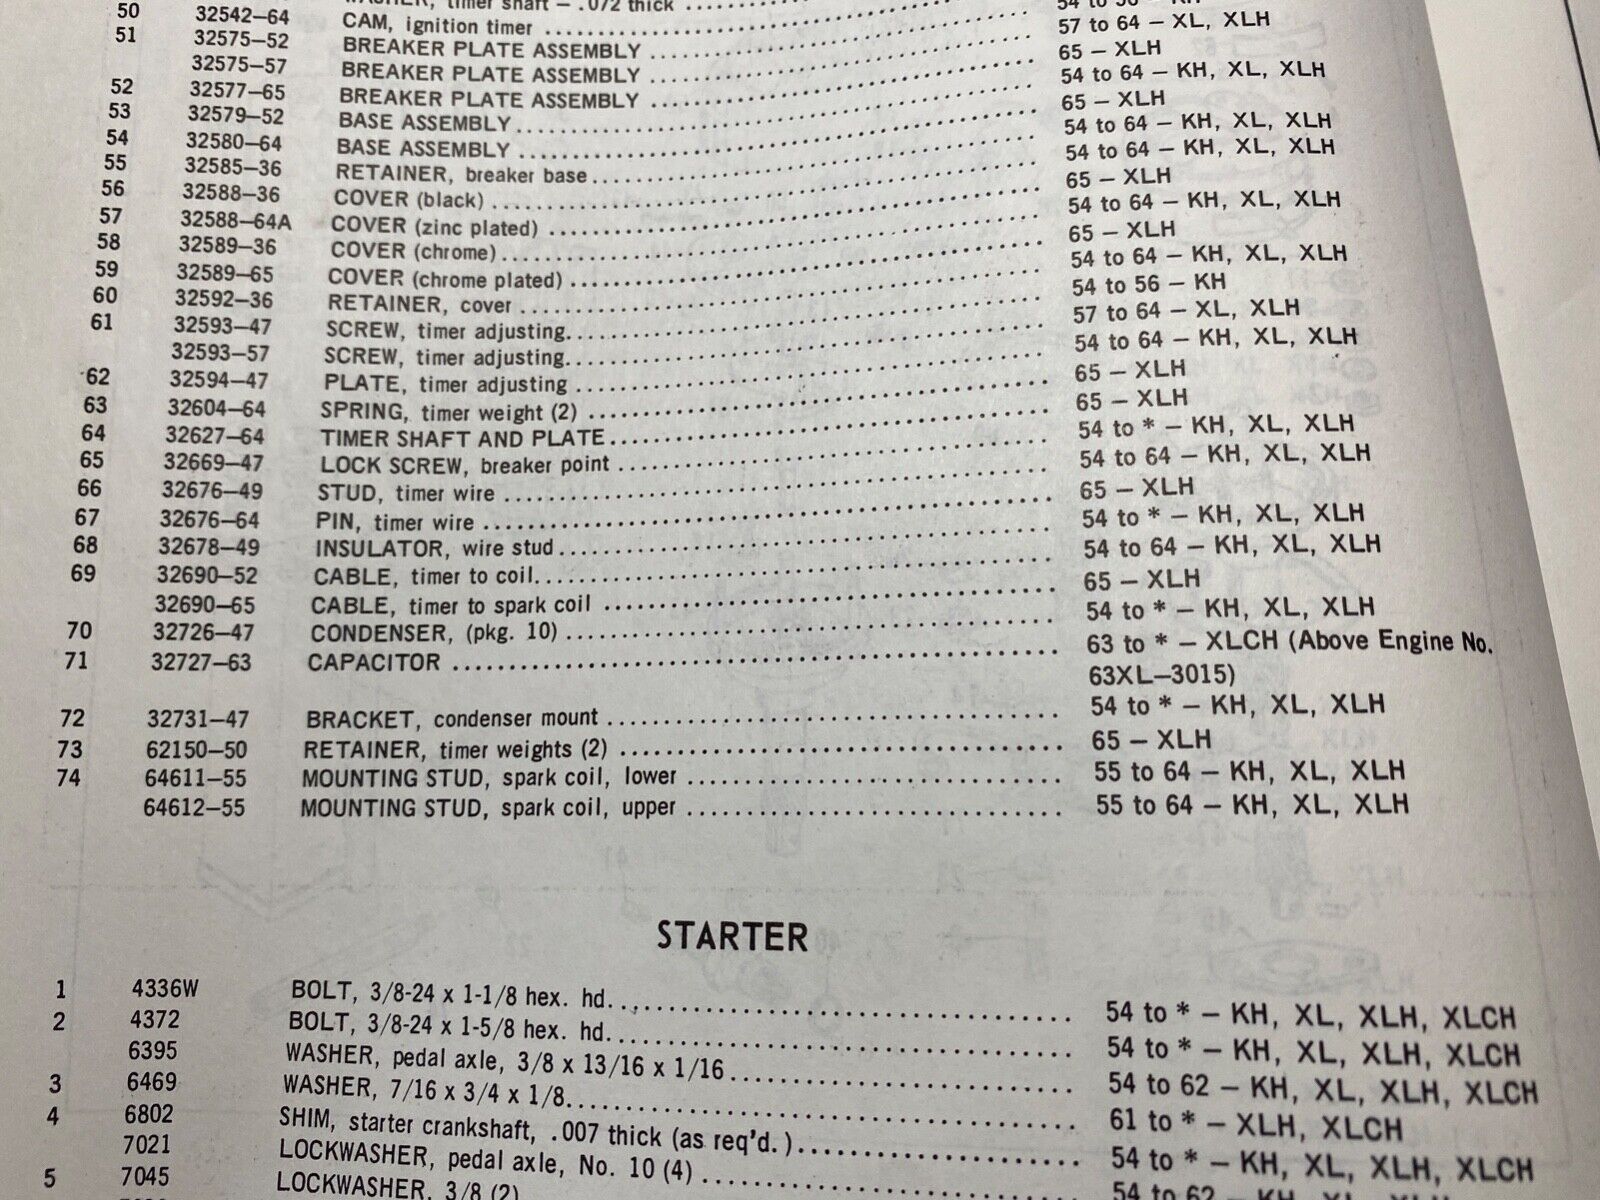 WASHER, timer shaft – .072 thick
50 32542–64 CAM, ignition timer
51 32575–52 BREAKER PLATE ASSEMBLY 54 to 56 – KH
32575–57 BREAKER PLATE ASSEMBLY 57 to 64 – XL, XLH
52 32577–65 BREAKER PLATE ASSEMBLY 65 – XLH
53 32579–52 BASE ASSEMBLY 54 to 64 – KH, XL, XLH
54 32580–64 BASE ASSEMBLY 65 – XLH
55 32585–36 RETAINER, breaker base 54 to 64 – KH, XL, XLH
56 32588–36 COVER (black) 54 to 64 – KH, XL, XLH
57 32588–64A COVER (zinc plated) 65 – XLH
58 32589–36 COVER (chrome) 54 to 64 – KH, XL, XLH
59 32589–65 COVER (chrome plated) 65 – XLH
60 32592–36 RETAINER, cover 54 to 64 – KH, XL, XLH
61 32593–47 SCREW, timer adjusting 54 to 56 – KH
32593–57 SCREW, timer adjusting 57 to 64 – XL, XLH
62 32594–47 PLATE, timer adjusting 54 to 64 – KH, XL, XLH
63 32604–64 SPRING, timer weight (2) 65 – XLH
64 32627–64 TIMER SHAFT AND PLATE 65 – XLH
65 32669–47 LOCK SCREW, breaker point 54 to * – KH, XL, XLH
66 32676–49 STUD, timer wire 54 to 64 – KH, XL, XLH
67 32676–64 PIN, timer wire 65 – XLH
68 32678–49 INSULATOR, wire stud 54 to * – KH, XL, XLH
69 32690–52 CABLE, timer to coil 54 to 64 – KH, XL, XLH
32690–65 CABLE, timer to spark coil 65 – XLH
70 32726–47 CONDENSER, (pkg. 10) 54 to * – KH, XL, XLH
71 32727–63 CAPACITOR 63 to * – XLCH (Above Engine No.
63XL–3015)
72 32731–47 BRACKET, condenser mount 54 to * – KH, XL, XLH
73 62150–50 RETAINER, timer weights (2) 65 – XLH
74 64611–55 MOUNTING STUD, spark coil, lower 55 to 64 – KH, XL, XLH
64612–55 MOUNTING STUD, spark coil, upper 55 to 64 – KH, XL, XLH
STARTER
1 4336W BOLT, 3/8-24 x 1-1/8 hex. hd. 54 to * – KH, XL, XLH, XLCH
2 4372 BOLT, 3/8-24 x 1-5/8 hex. hd. 54 to * – KH, XL, XLH, XLCH
6395 WASHER, pedal axle, 3/8 x 13/16 x 1/16 54 to 62 – KH, XL, XLH, XLCH
3 6469 WASHER, 7/16 x 3/4 x 1/8 61 to * – XLH, XLCH
4 6802 SHIM, starter crankshaft, .007 thick (as req'd.) 54 to * – KH, XL, XLH, XLCH
7021 LOCKWASHER, pedal axle, No. 10 (4) 54 to 62 – KH, XL, XLH
5 7045 LOCKWASHER, 3/8 (2)